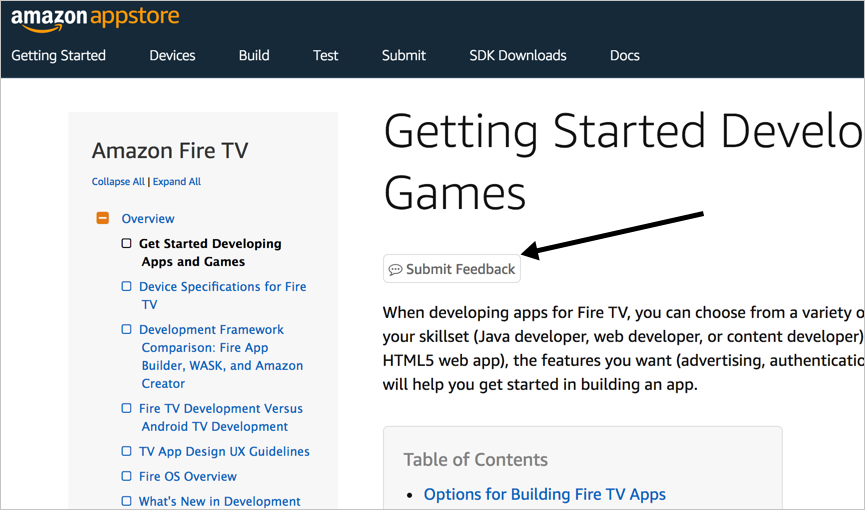 amazon appstore
Getting Started Devices Build Test Submit SDK Downloads Docs
Amazon Fire TV
Collapse All | Expand All
Overview
Get Started Developing
Apps and Games
Device Specifications for Fire
TV
Development Framework
Comparison: Fire App
Builder, WASK, and Amazon
Creator
Fire TV Development Versus
Android TV Development
TV App Design UX Guidelines
Fire OS Overview
What's New in Development
Getting Started Develo
Games
Submit Feedback
When developing apps for Fire TV, you can choose from a variety o
your skillset (Java developer, web developer, or content developer)
HTML5 web app), the features you want (advertising, authenticatio
will help you get started in building an app.
Table of Contents
• Options for Building Fire TV Apps